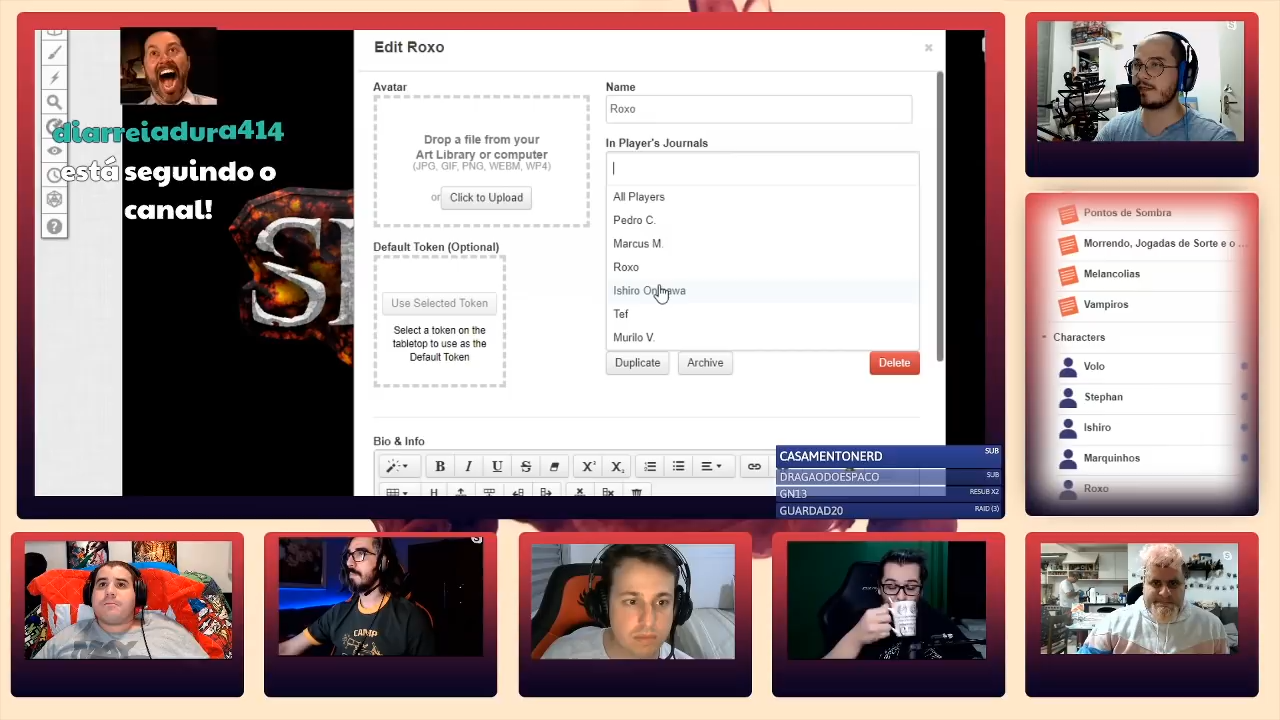 diarreiadura414
está seguindo o
canal!
Edit Roxo
×
Avatar
Drop a file from your
Art Library or computer
(JPG, GIF, PNG, WEBM, WP4)
or Click to Upload
Default Token (Optional)
Use Selected Token
Select a token on the
tabletop to use as the
Default Token
Name
Roxo
In Player's Journals
All Players
Pedro C.
Marcus M.
Roxo
Ishiro
Tef
Murilo V.
Duplicate
Archive
Delete
Bio & Info
B I U S X² X₁
H
CASAMENTONERD SUB
DRAGAODOESPACO SUB
GN13 RESUB X2
GUARDAD20 RAID (3)
Pontos de Sombra
Morrendo, Jogadas de Sorte e o ...
Melancolias
Vampiros
Characters
Volo
Stephan
Ishiro
Marquinhos
Roxo
CAMP